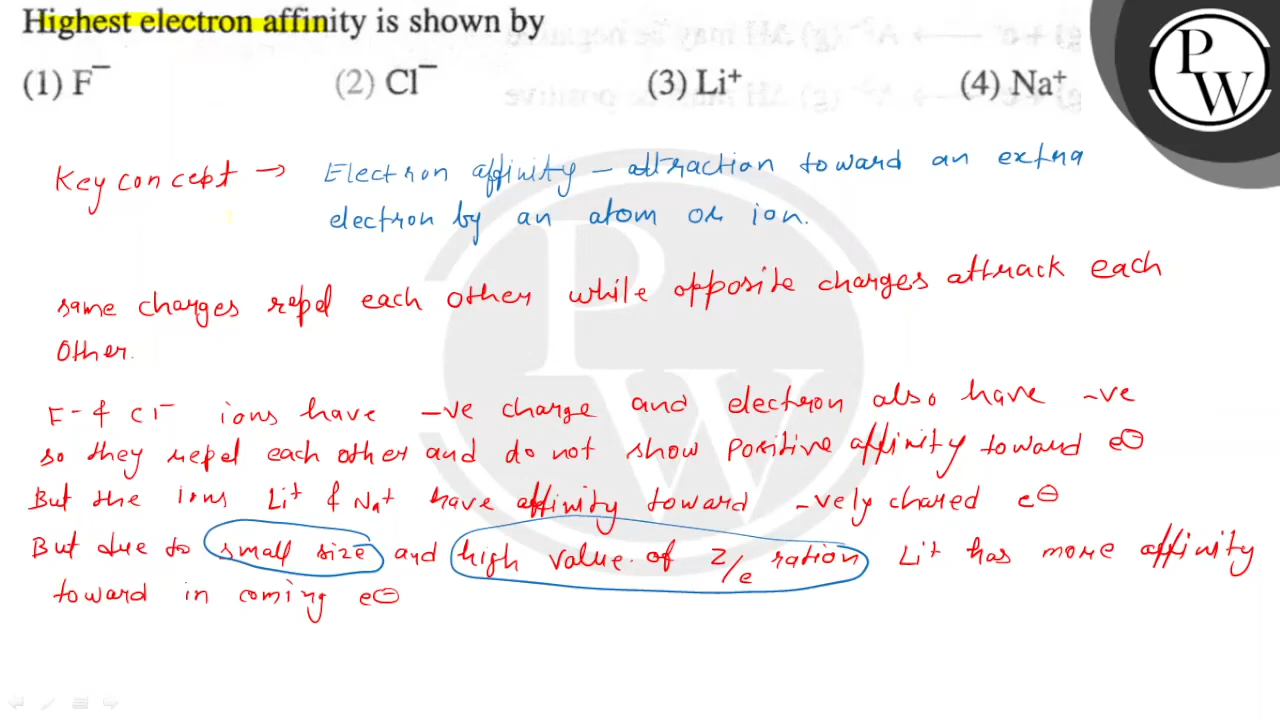 Highest electron affinity is shown by
(1) F⁻ (2) Cl⁻ (3) Li⁺ (4) Na⁺
P
W
Key concept → Electron affinity – attraction toward an extra
electron by an atom or ion.
same charges repel each other while opposite charges attrack each
other.
F⁻ & Cl⁻ ions have -ve charge and electron also have -ve
so they repel each other and do not show positive affinity toward e⊖
But the ions Li⁺ & Na⁺ have affinity toward -vely chared e⊖
But due to small size and high value of z/e ration Li⁺ has more affinity
toward in coming e⊖